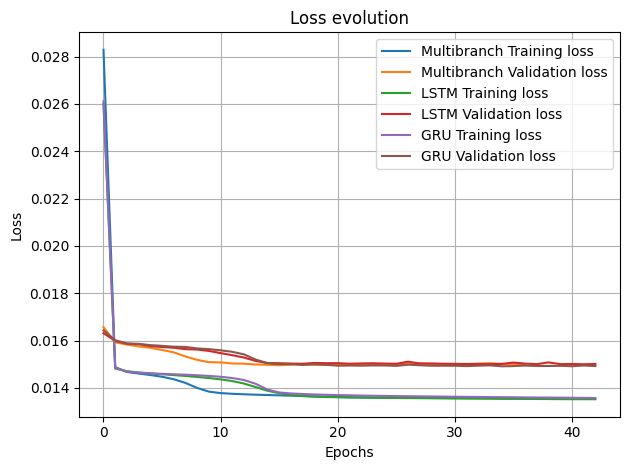 Loss evolution
Multibranch Training loss
Multibranch Validation loss
LSTM Training loss
LSTM Validation loss
GRU Training loss
GRU Validation loss
Loss
0.028
0.026
0.024
0.022
0.020
0.018
0.016
0.014
0 10 20 30 40
Epochs